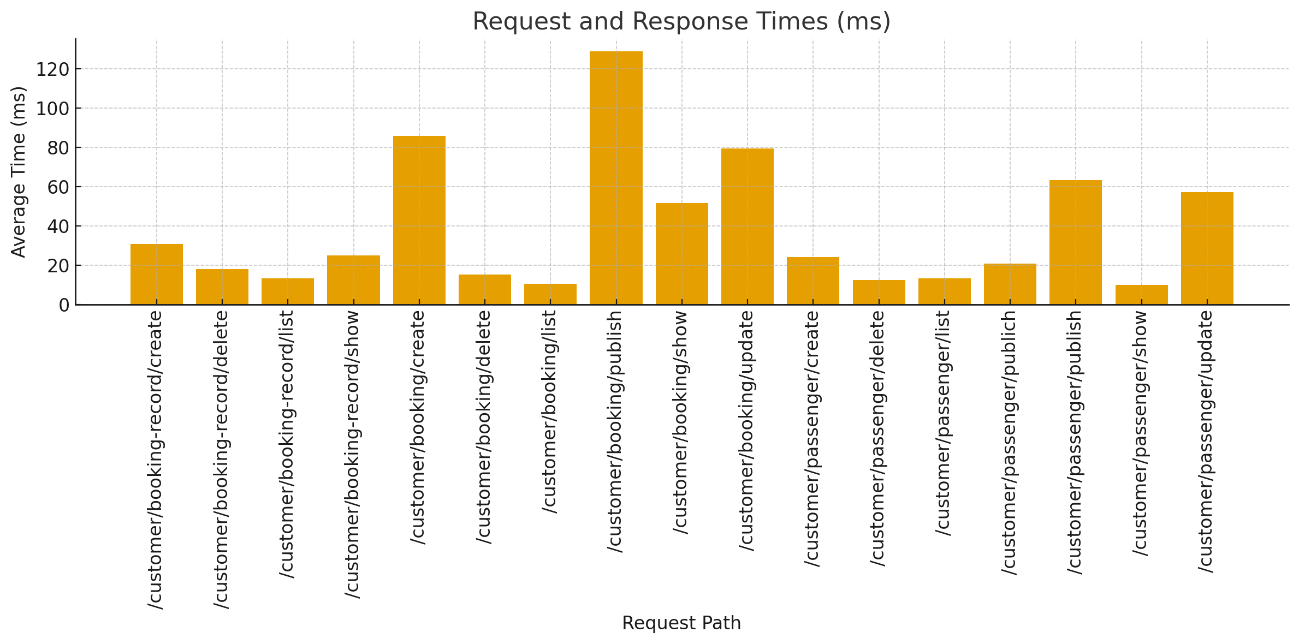 Request and Response Times (ms)
Average Time (ms)
120
100
80
60
40
20
0
/customer/booking-record/create
/customer/booking-record/delete
/customer/booking-record/list
/customer/booking-record/show
/customer/booking/create
/customer/booking/delete
/customer/booking/list
/customer/booking/publish
/customer/booking/show
/customer/booking/update
/customer/passenger/create
/customer/passenger/delete
/customer/passenger/list
/customer/passenger/publich
/customer/passenger/publish
/customer/passenger/show
/customer/passenger/update
Request Path